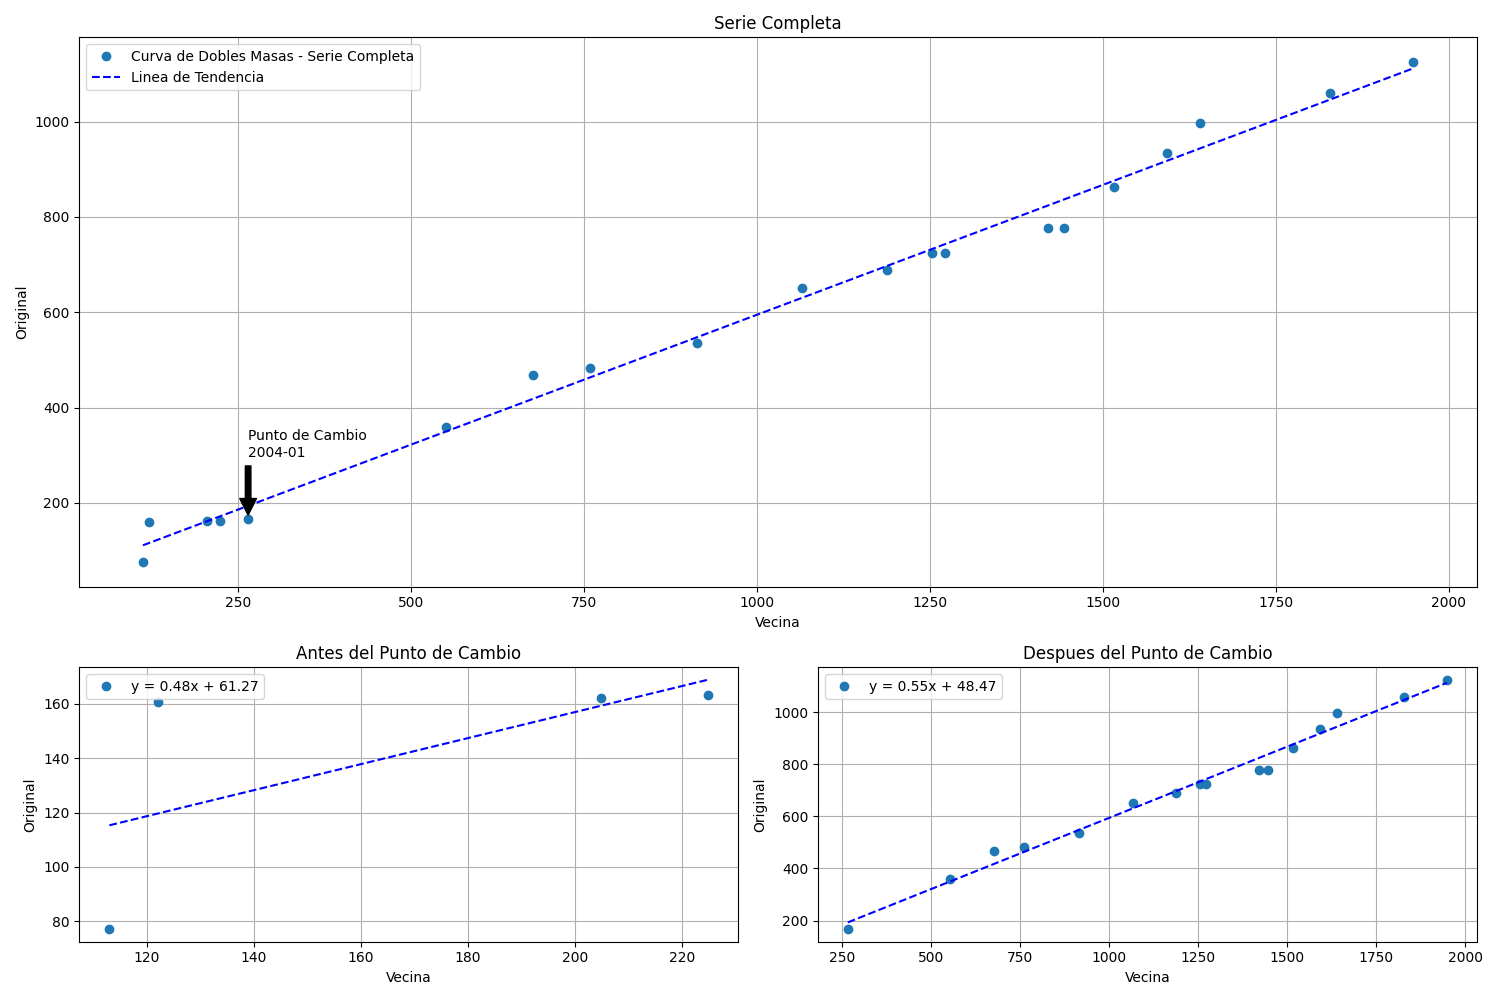 Serie Completa
Curva de Dobles Masas - Serie Completa
Linea de Tendencia
1000
800
600
400
200
Original
Punto de Cambio
2004-01
250
500
750
1000
1250
1500
1750
2000
Vecina
Antes del Punto de Cambio
y = 0.48x + 61.27
160
140
120
100
80
Original
120
140
160
180
200
220
Vecina
Despues del Punto de Cambio
y = 0.55x + 48.47
1000
800
600
400
200
Original
250
500
750
1000
1250
1500
1750
2000
Vecina